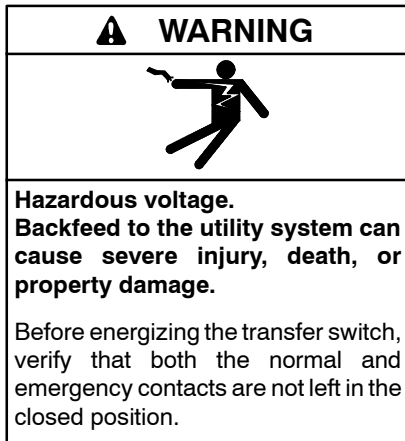 WARNING
Hazardous voltage.
Backfeed to the utility system can
cause severe injury, death, or
property damage.
Before energizing the transfer switch,
verify that both the normal and
emergency contacts are not left in the
closed position.